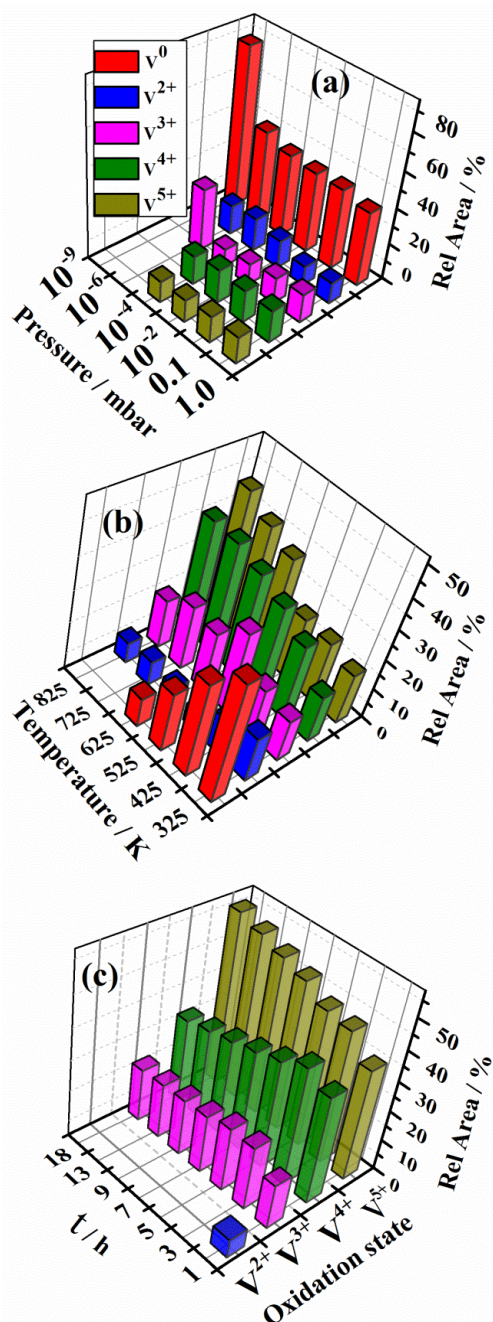 V⁰
V²⁺
V³⁺
V⁴⁺
V⁵⁺
(a)
80
60
40
20
0
Rel Area / %
10⁻⁹
10⁻⁶
10⁻⁴
10⁻²
0.1
1.0
Pressure / mbar
(b)
50
40
30
20
10
0
Rel Area / %
825
725
625
525
425
325
Temperature / K
(c)
50
40
30
20
10
0
Rel Area / %
18
13
9
7
5
3
1
t / h
V²⁺
V³⁺
V⁴⁺
V⁵⁺
Oxidation state